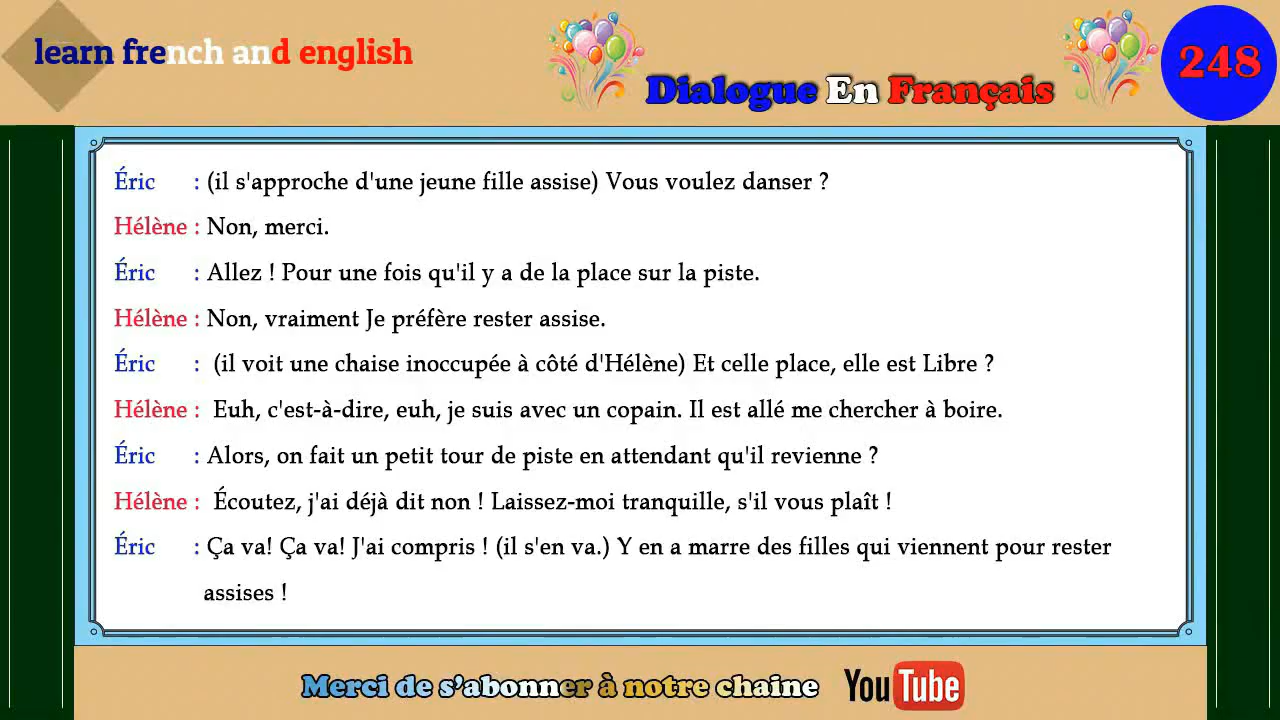 learn french and english
Dialogue En Français
248
Éric : (il s'approche d'une jeune fille assise) Vous voulez danser ?
Hélène : Non, merci.
Éric : Allez ! Pour une fois qu'il y a de la place sur la piste.
Hélène : Non, vraiment Je préfère rester assise.
Éric : (il voit une chaise inoccupée à côté d'Hélène) Et celle place, elle est Libre ?
Hélène : Euh, c'est-à-dire, euh, je suis avec un copain. Il est allé me chercher à boire.
Éric : Alors, on fait un petit tour de piste en attendant qu'il revienne ?
Hélène : Écoutez, j'ai déjà dit non ! Laissez-moi tranquille, s'il vous plaît !
Éric : Ça va! Ça va! J'ai compris ! (il s'en va.) Y en a marre des filles qui viennent pour rester
assises !
Merci de s'abonner à notre chaine
YouTube